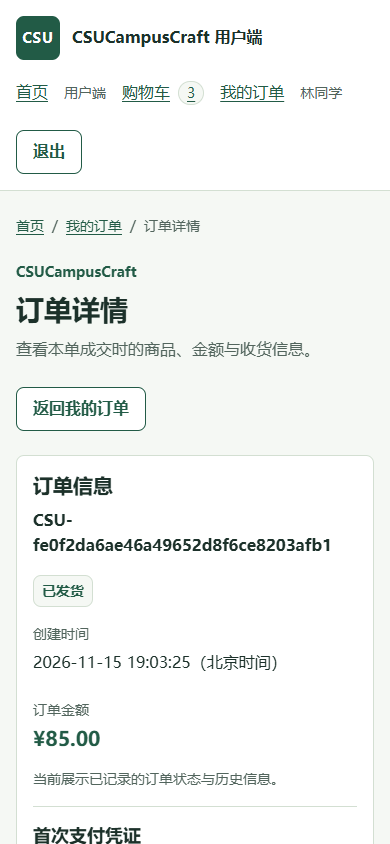 CSU CSUCampusCraft 用户端
首页 用户端 购物车 3 我的订单 林同学
退出
首页 / 我的订单 / 订单详情
CSUCampusCraft
订单详情
查看本单成交时的商品、金额与收货信息。
返回我的订单
订单信息
CSU-
fe0f2da6ae46a49652d8f6ce8203afb1
已发货
创建时间
2026-11-15 19:03:25（北京时间）
订单金额
¥85.00
当前展示已记录的订单状态与历史信息。
首次支付凭证